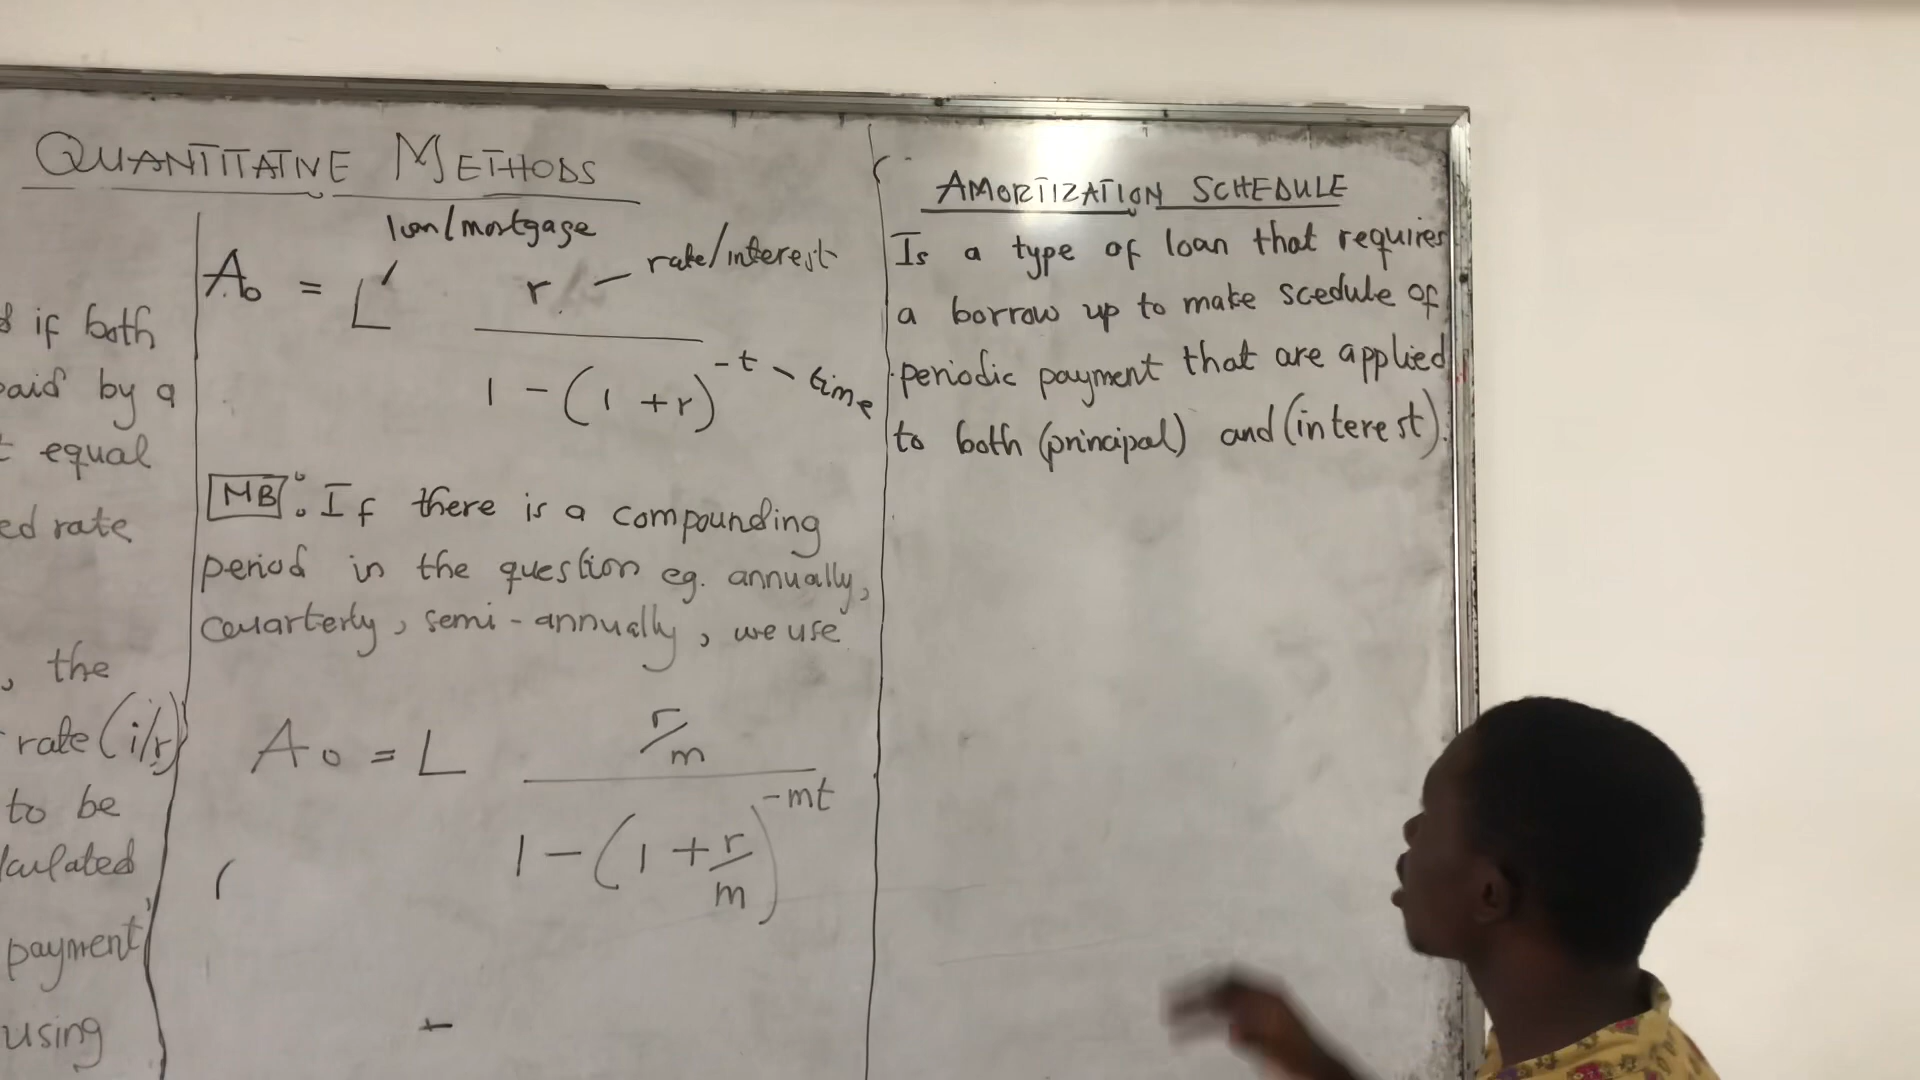 QUANTITATIVE METHODS
if both
paid by a
equal
ed rate
, the
rate (i/r)
to be
lculated
payment
using
loan/mortgage
rate/interest
A₀ = L r
1 - (1 + r)
-t
time
MB: If there is a compounding
period in the question eg. annually,
quarterly, semi-annually, we use
A₀ = L r/m
1 - (1 + r/m)
-mt
AMORTIZATION SCHEDULE
Is a type of loan that requires
a borrow up to make scedule of
periodic payment that are applied
to both (principal) and (interest).